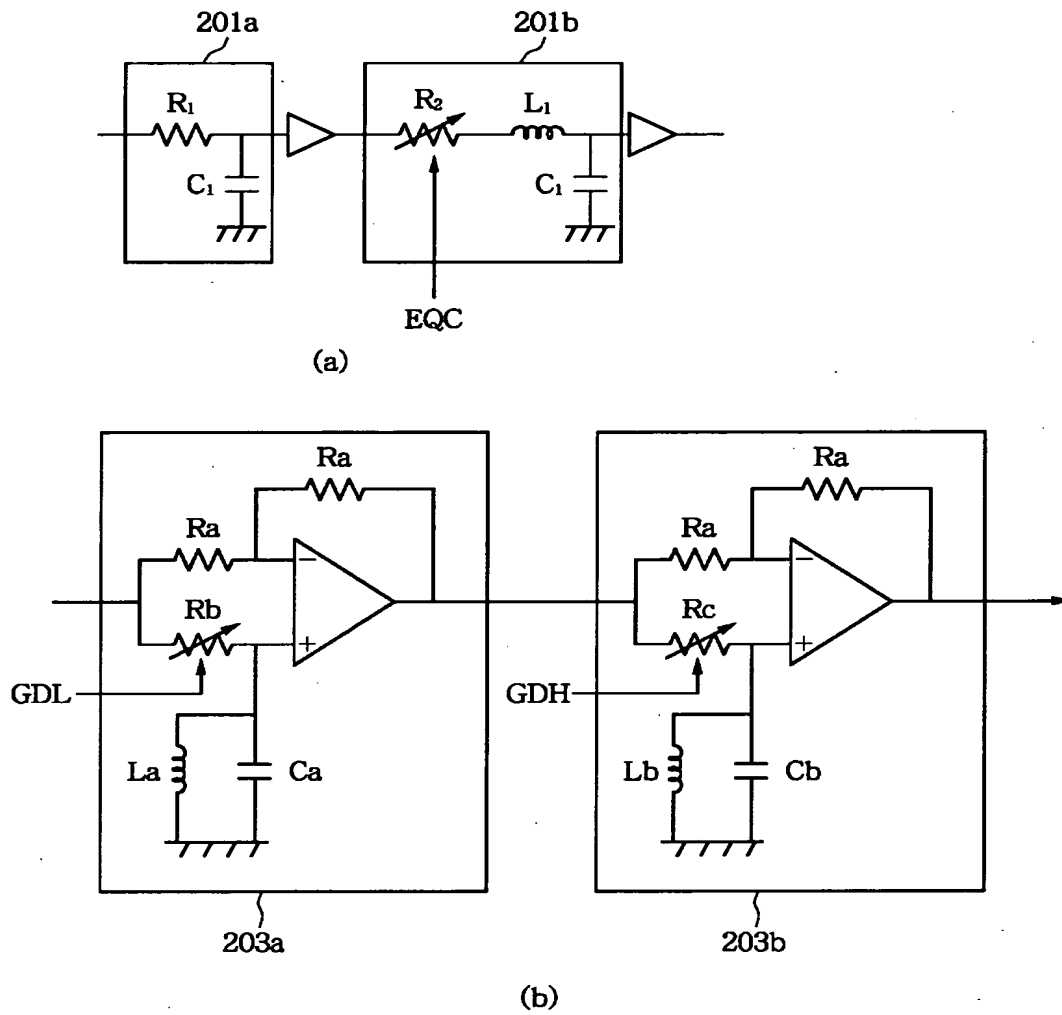 201a
201b
R₁
C₁
R₂
L₁
C₁
EQC
(a)
Ra
Ra
Ra
Ra
Rb
Rc
−
+
−
+
GDL
GDH
La
Ca
Lb
Cb
203a
203b
(b)